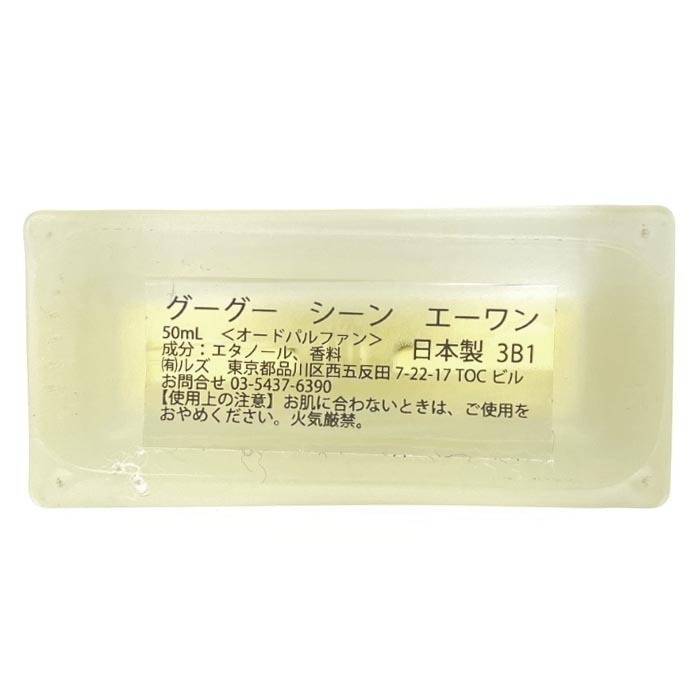 グーグー　シーン　エーワン
50mL　＜オードパルファン＞
成分：エタノール、香料　日本製 3B1
㈲ルズ　東京都品川区西五反田 7-22-17 TOC ビル
お問合せ 03-5437-6390
【使用上の注意】お肌に合わないときは、ご使用を
おやめください。火気厳禁。